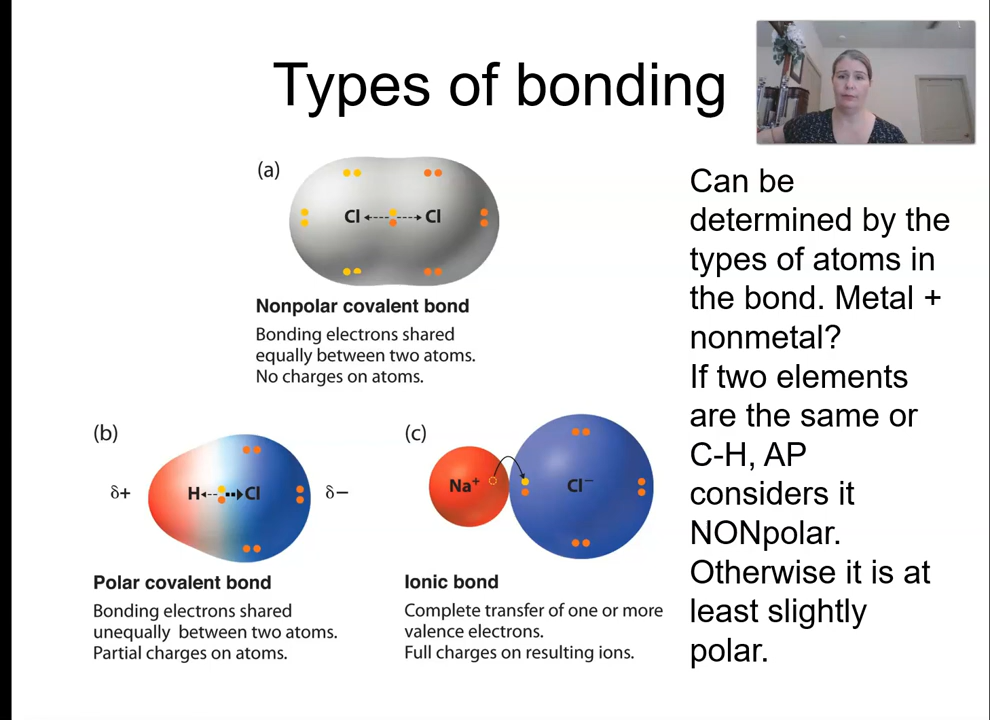 Types of bonding
(a)
Cl Cl
Nonpolar covalent bond
Bonding electrons shared
equally between two atoms.
No charges on atoms.
(b)
δ+ H Cl δ−
Polar covalent bond
Bonding electrons shared
unequally between two atoms.
Partial charges on atoms.
(c)
Na⁺ Cl⁻
Ionic bond
Complete transfer of one or more
valence electrons.
Full charges on resulting ions.
Can be
determined by the
types of atoms in
the bond. Metal +
nonmetal?
If two elements
are the same or
C-H, AP
considers it
NONpolar.
Otherwise it is at
least slightly
polar.